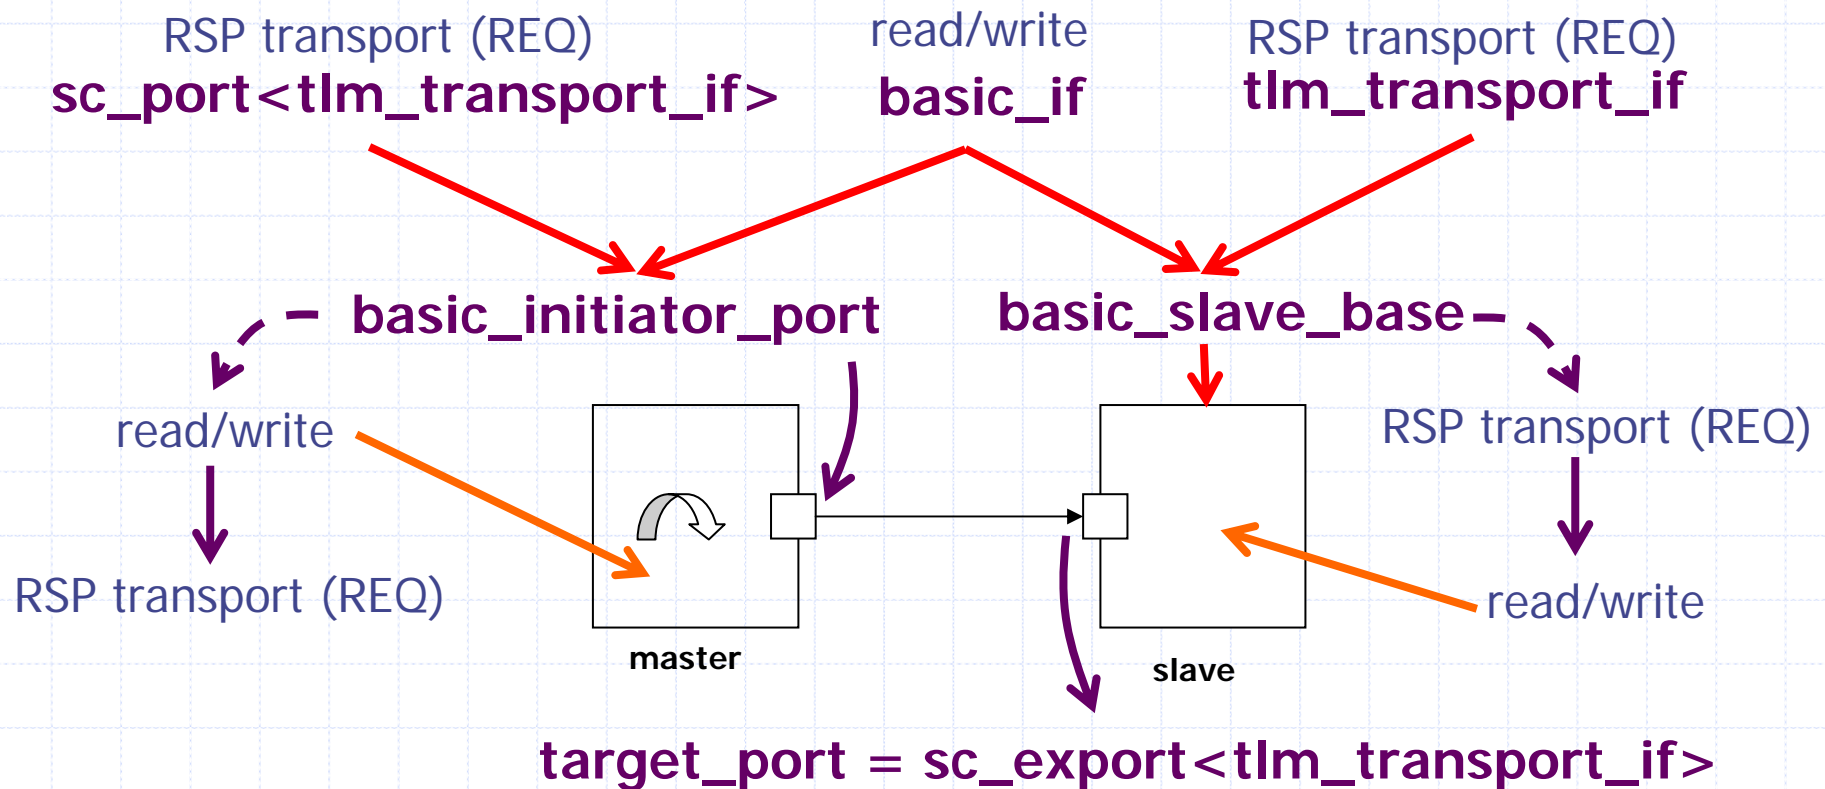 RSP transport (REQ)
sc_port<tlm_transport_if>
read/write
basic_if
RSP transport (REQ)
tlm_transport_if
basic_initiator_port
basic_slave_base
read/write
RSP transport (REQ)
RSP transport (REQ)
read/write
master
slave
target_port = sc_export<tlm_transport_if>